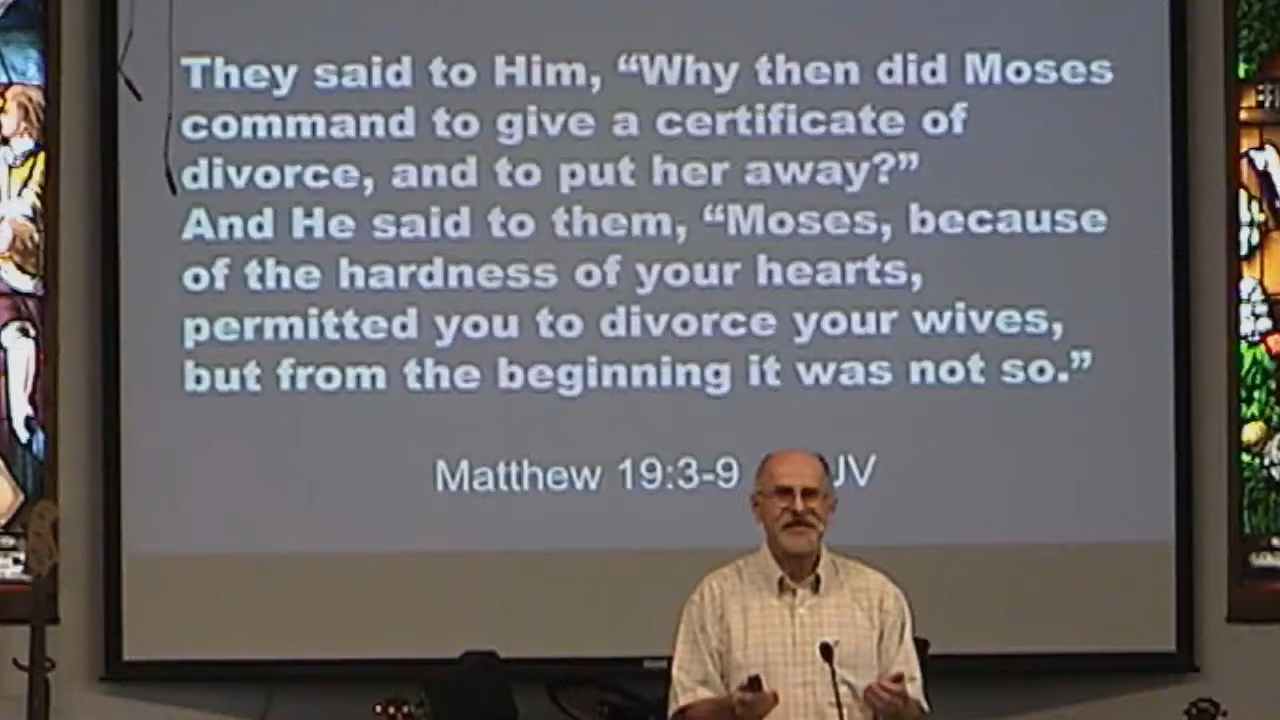 They said to Him, “Why then did Moses
command to give a certificate of
divorce, and to put her away?”
And He said to them, “Moses, because
of the hardness of your hearts,
permitted you to divorce your wives,
but from the beginning it was not so.”
Matthew 19:3-9 JV